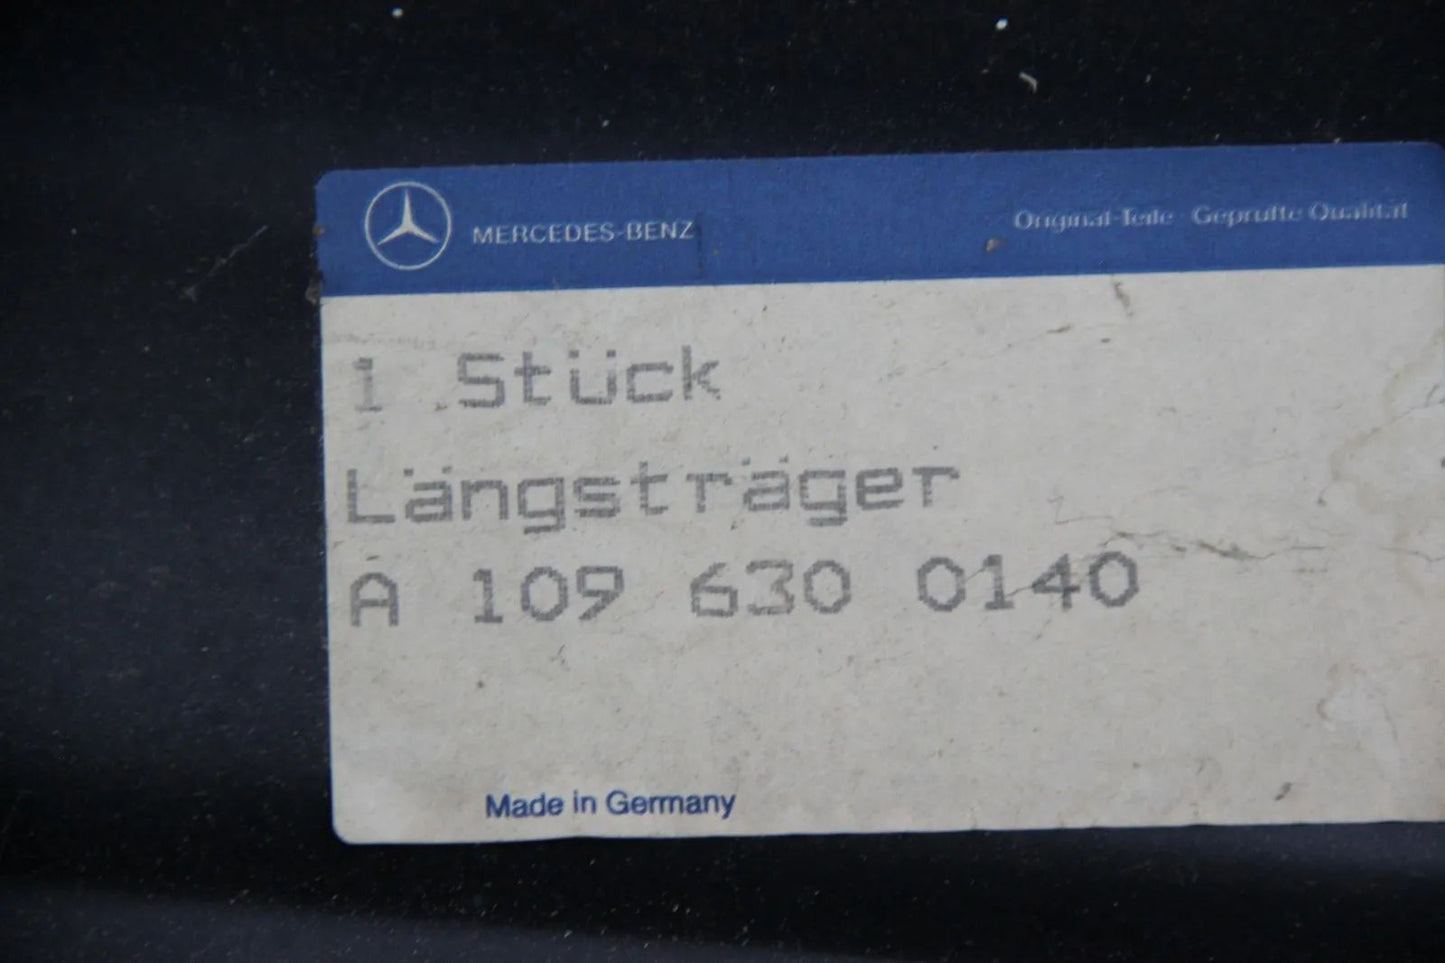 MERCEDES-BENZ
Original-Teile · Geprüfte Qualität
1 Stück
Längsträger
A 109 630 0140
Made in Germany